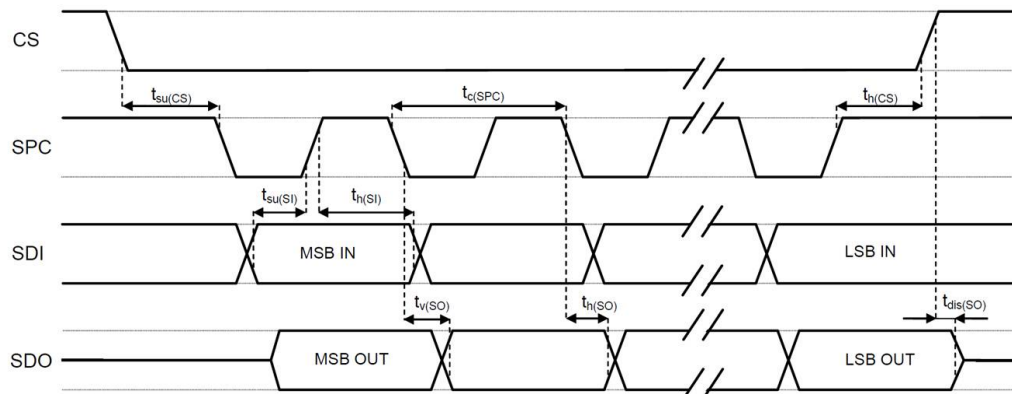 CS
tsu(CS)
tc(SPC)
th(CS)
SPC
tsu(SI)
th(SI)
SDI
MSB IN
LSB IN
tv(SO)
th(SO)
tdis(SO)
SDO
MSB OUT
LSB OUT